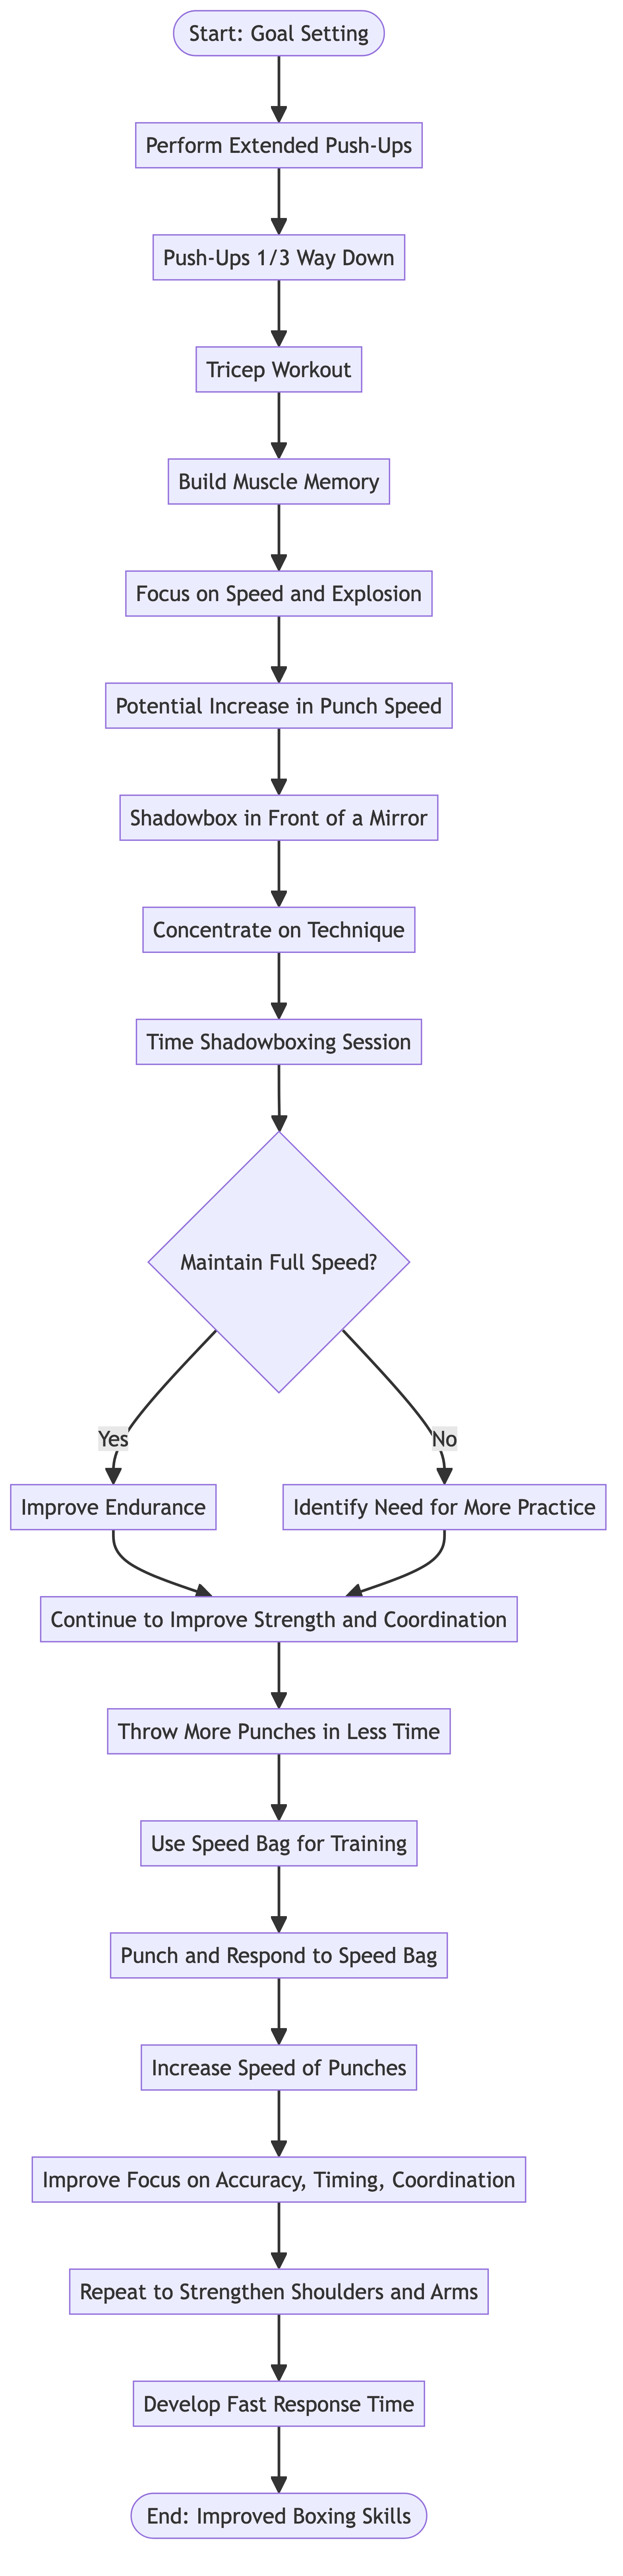 Start: Goal Setting
Perform Extended Push-Ups
Push-Ups 1/3 Way Down
Tricep Workout
Build Muscle Memory
Focus on Speed and Explosion
Potential Increase in Punch Speed
Shadowbox in Front of a Mirror
Concentrate on Technique
Time Shadowboxing Session
Maintain Full Speed?
Yes
No
Improve Endurance
Identify Need for More Practice
Continue to Improve Strength and Coordination
Throw More Punches in Less Time
Use Speed Bag for Training
Punch and Respond to Speed Bag
Increase Speed of Punches
Improve Focus on Accuracy, Timing, Coordination
Repeat to Strengthen Shoulders and Arms
Develop Fast Response Time
End: Improved Boxing Skills